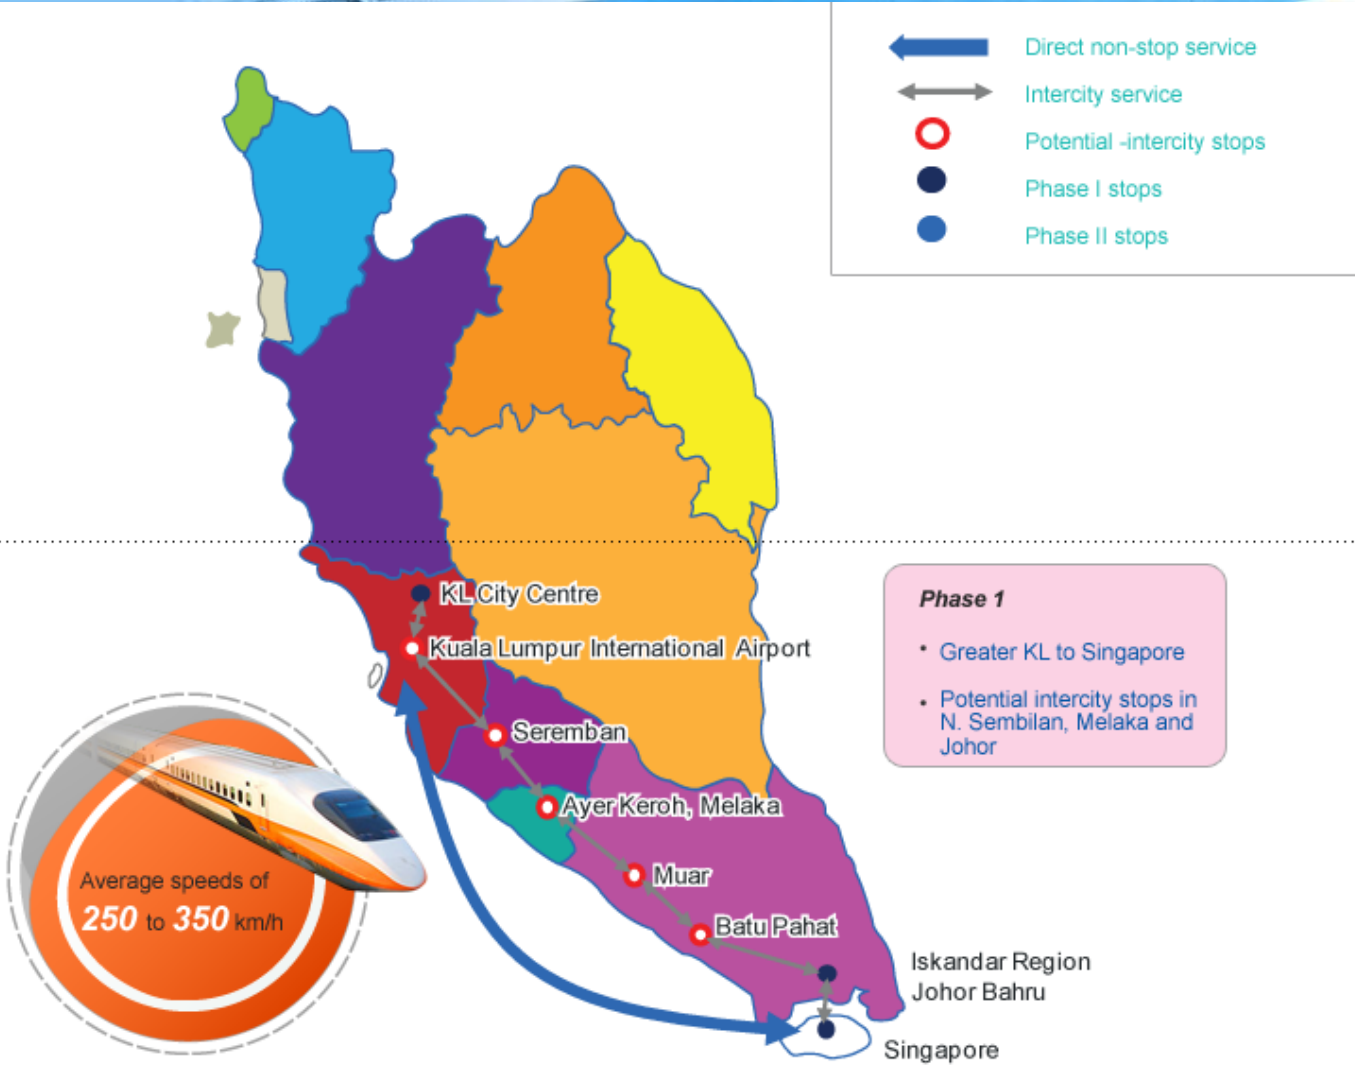 Direct non-stop service
Intercity service
Potential -intercity stops
Phase I stops
Phase II stops
KL City Centre
Kuala Lumpur International Airport
Seremban
Ayer Keroh, Melaka
Muar
Batu Pahat
Iskandar Region
Johor Bahru
Singapore
Phase 1
• Greater KL to Singapore
• Potential intercity stops in
N. Sembilan, Melaka and
Johor
Average speeds of
250 to 350 km/h